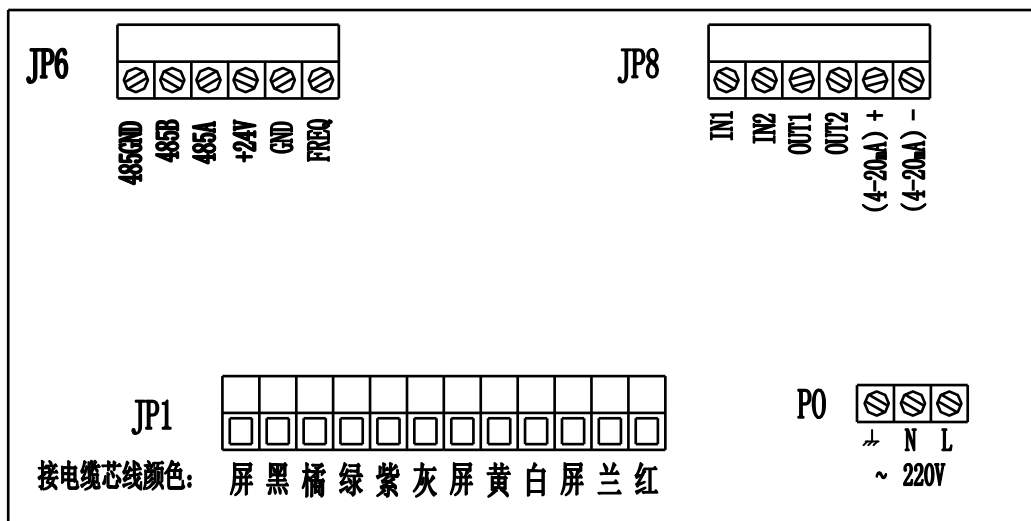 JP6
485GND 485B 485A +24V GND FREQ
JP8
IN1 IN2 OUT1 OUT2 (4-20mA)+ (4-20mA)-
JP1
接电缆芯线颜色: 屏 黑 橘 绿 紫 灰 屏 黄 白 屏 兰 红
P0
N L
~ 220V